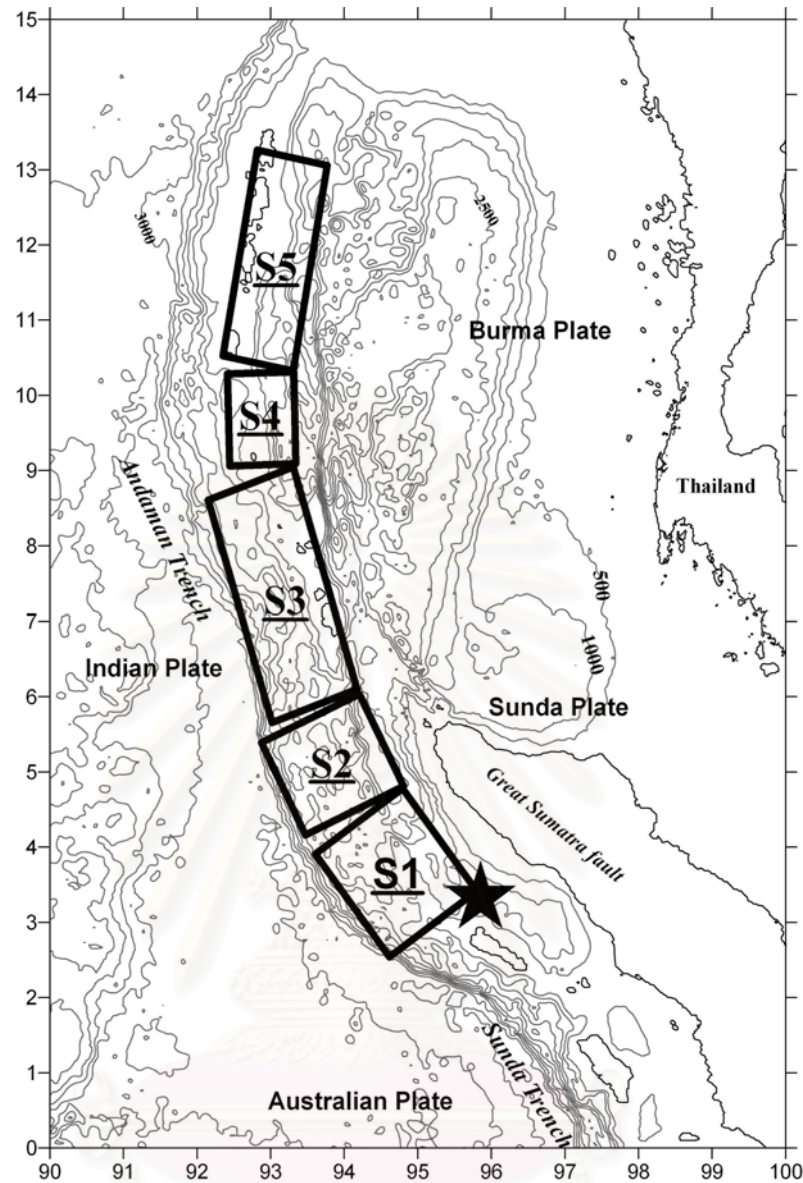 15
14
13
12
11
10
9
8
7
6
5
4
3
2
1
0
90
91
92
93
94
95
96
97
98
99
100
3000
2500
S5
Burma Plate
S4
Andaman Trench
Thailand
S3
500
1000
Indian Plate
Sunda Plate
S2
Great Sumatra fault
S1
Sunda Trench
Australian Plate